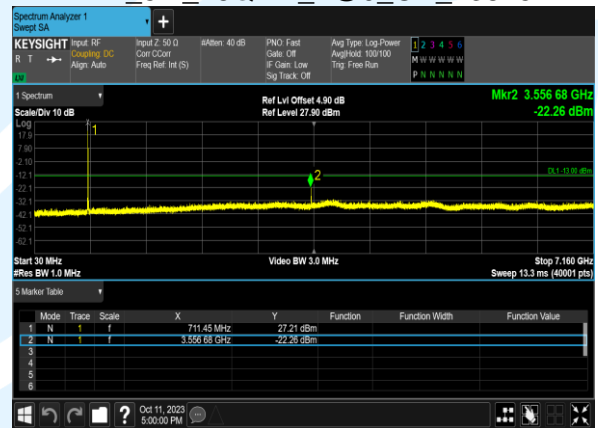 Spectrum Analyzer 1
Swept SA
+
KEYSIGHT Input: RF Input Z: 50 Ω #Atten: 40 dB PNO: Fast Avg Type: Log-Power 1 2 3 4 5 6
R T Coupling: DC Corr CCorr Gate: Off Avg|Hold: 100/100 M W W W W W
Align: Auto Freq Ref: Int (S) IF Gain: Low Trig: Free Run P N N N N N
Sig Track: Off
1 Spectrum
Scale/Div 10 dB
Ref Lvl Offset 4.90 dB
Ref Level 27.90 dBm
Mkr2 3.556 68 GHz
-22.26 dBm
Log
17.9
7.90
-2.10
-12.1
-22.1
-32.1
-42.1
-52.1
-62.1
1
2
DL1 -13.00 dBm
Start 30 MHz Video BW 3.0 MHz Stop 7.160 GHz
#Res BW 1.0 MHz Sweep 13.3 ms (40001 pts)
5 Marker Table
Mode Trace Scale X Y Function Function Width Function Value
1 N 1 f 711.45 MHz 27.21 dBm
2 N 1 f 3.556 68 GHz -22.26 dBm
3
4
5
6
?
Oct 11, 2023
5:00:00 PM